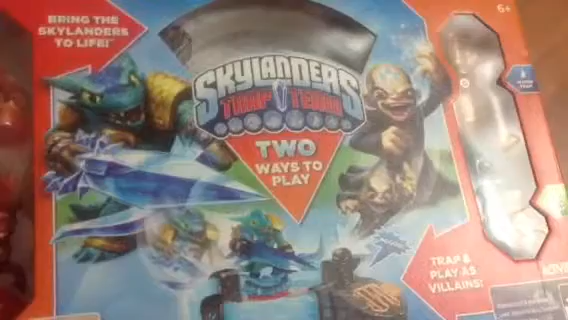 BRING THE
SKYLANDERS
TO LIFE!
6+
SKYLANDERS
TRAP TEAM
TWO
WAYS TO
PLAY
TRAP &
PLAY AS
VILLAINS!